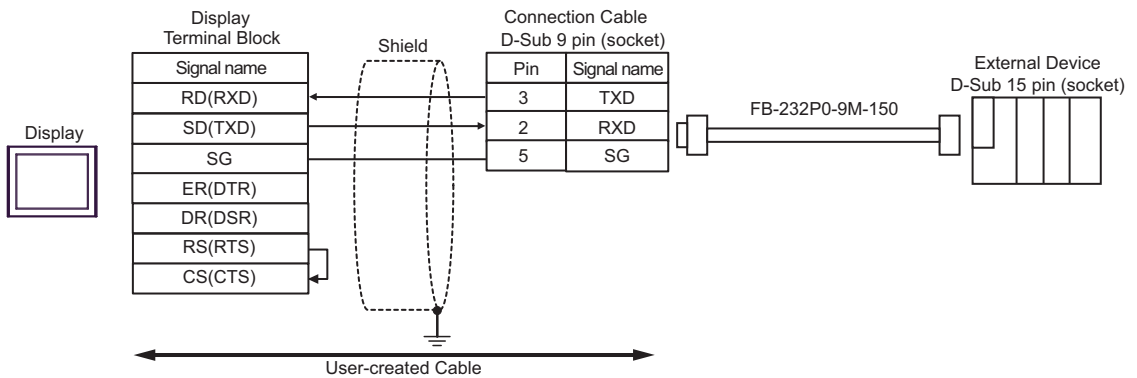 Display
Terminal Block
Shield
Connection Cable
D-Sub 9 pin (socket)
External Device
D-Sub 15 pin (socket)
Signal name
Pin Signal name
RD(RXD) 3 TXD
SD(TXD) 2 RXD
SG 5 SG
ER(DTR)
DR(DSR)
RS(RTS)
CS(CTS)
Display
FB-232P0-9M-150
User-created Cable